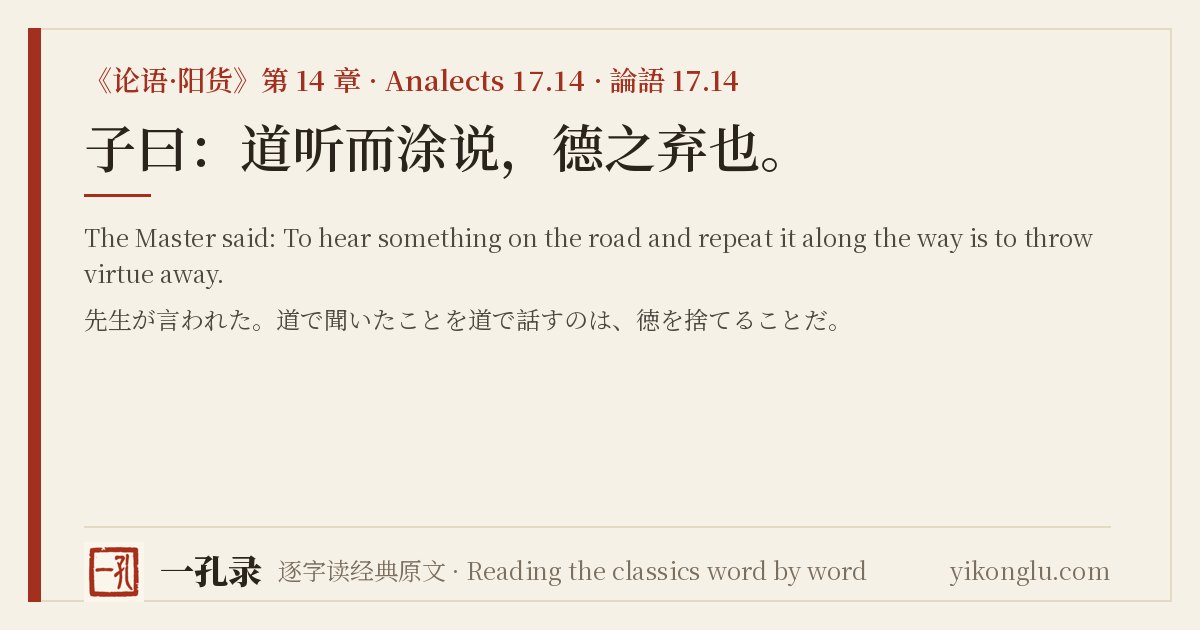 《论语·阳货》第 14 章 · Analects 17.14 · 論語 17.14
子曰：道听而涂说，德之弃也。
The Master said: To hear something on the road and repeat it along the way is to throw
virtue away.
先生が言われた。道で聞いたことを道で話すのは、徳を捨てることだ。
一孔
一孔录 逐字读经典原文 · Reading the classics word by word yikonglu.com